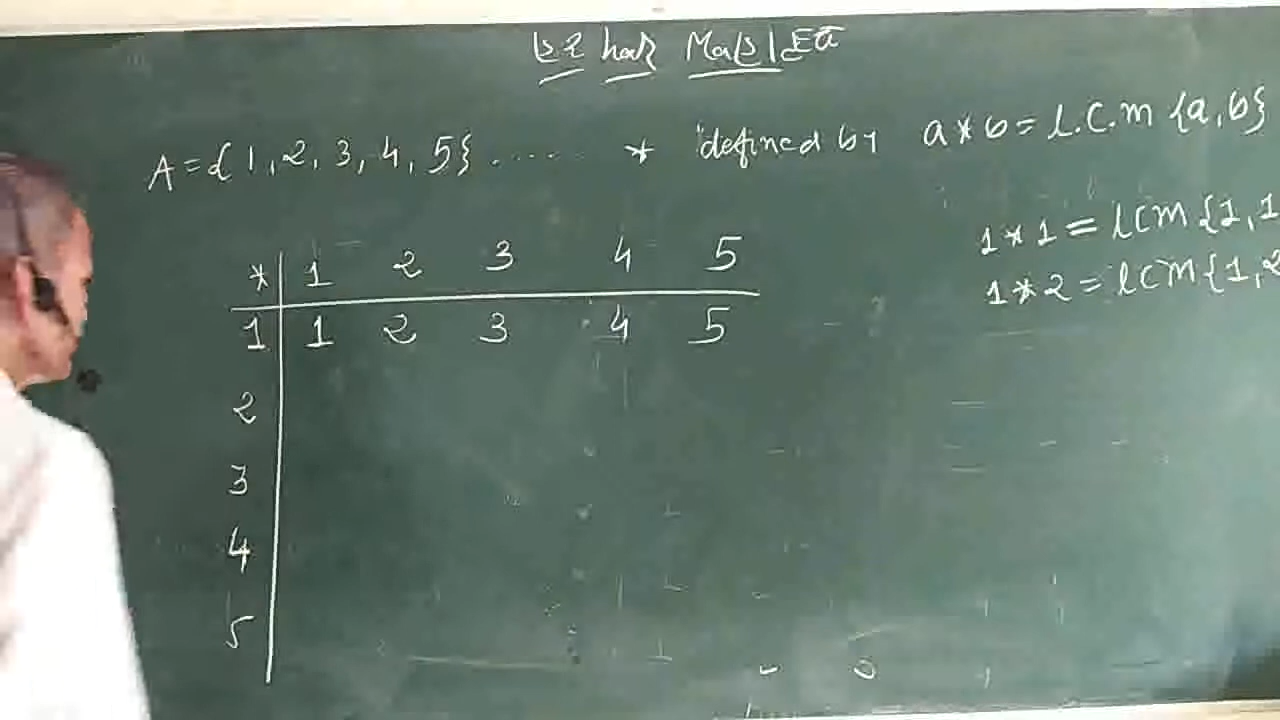 A={1,2,3,4,5}..... * defined by a*b=L.C.M {a,b}
1*1=LCM{1,1
1*2=LCM{1,2
* 1 2 3 4 5
1 1 2 3 4 5
2
3
4
5